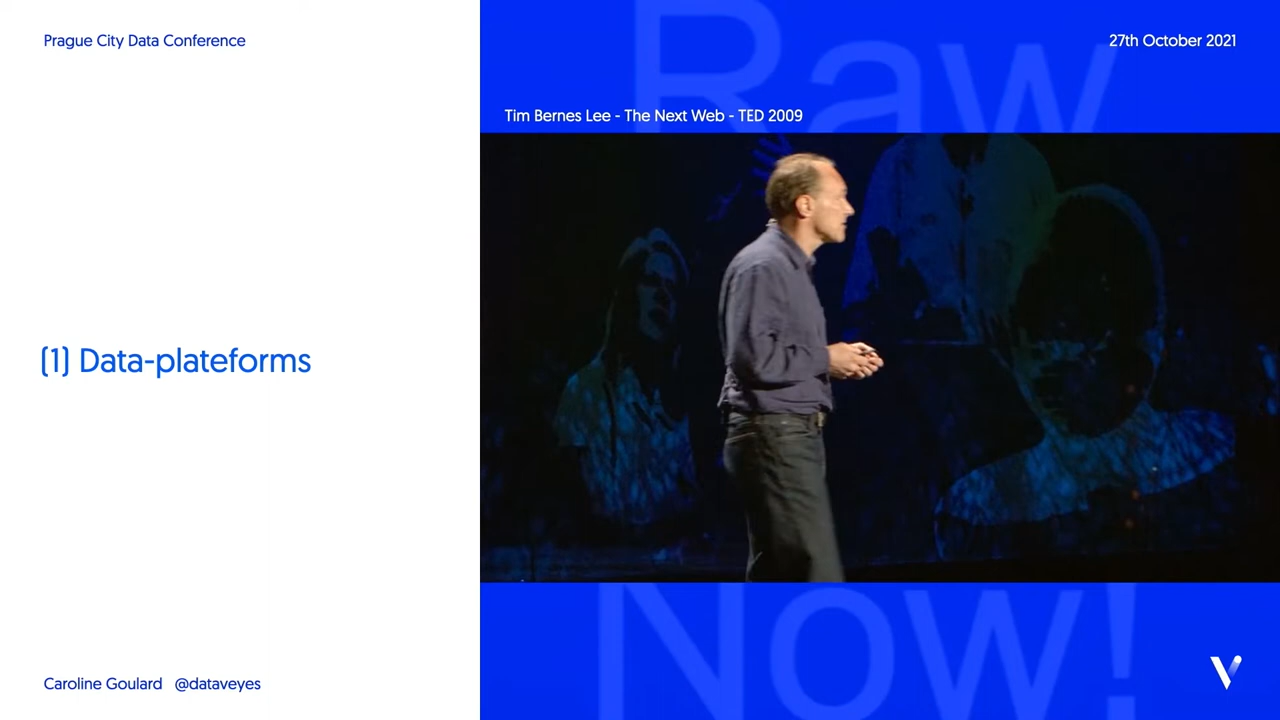 Prague City Data Conference
27th October 2021
Raw
Tim Bernes Lee - The Next Web - TED 2009
(1) Data-plateforms
Now!
Caroline Goulard @dataveyes